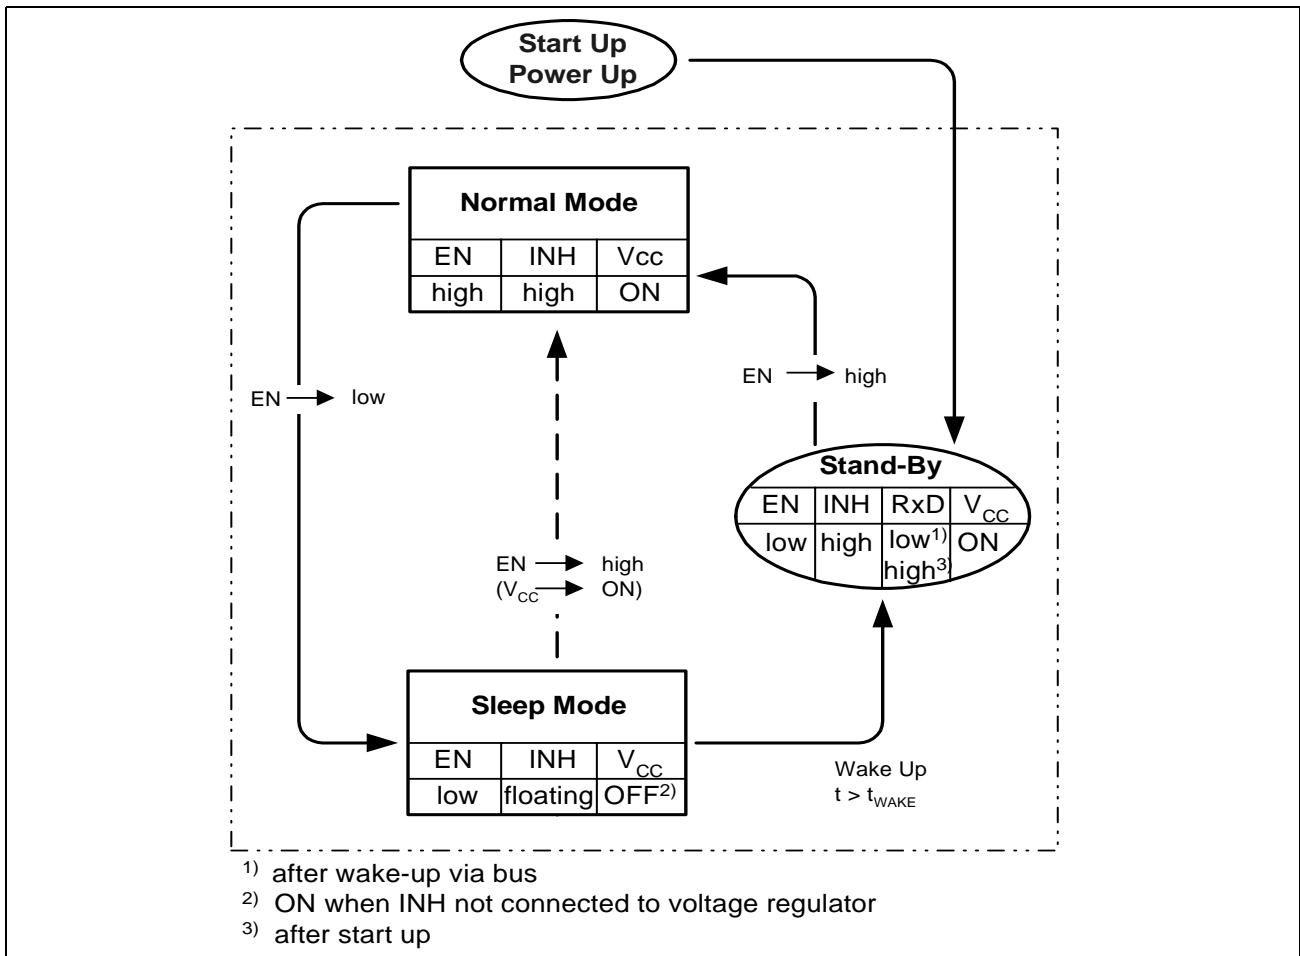 Start Up
Power Up
Normal Mode
EN INH Vcc
high high ON
EN low
EN high
Stand-By
EN INH RxD VCC
low high low1) ON
high3)
EN high
(VCC ON)
Sleep Mode
EN INH VCC
low floating OFF2)
Wake Up
t > tWAKE
1) after wake-up via bus
2) ON when INH not connected to voltage regulator
3) after start up